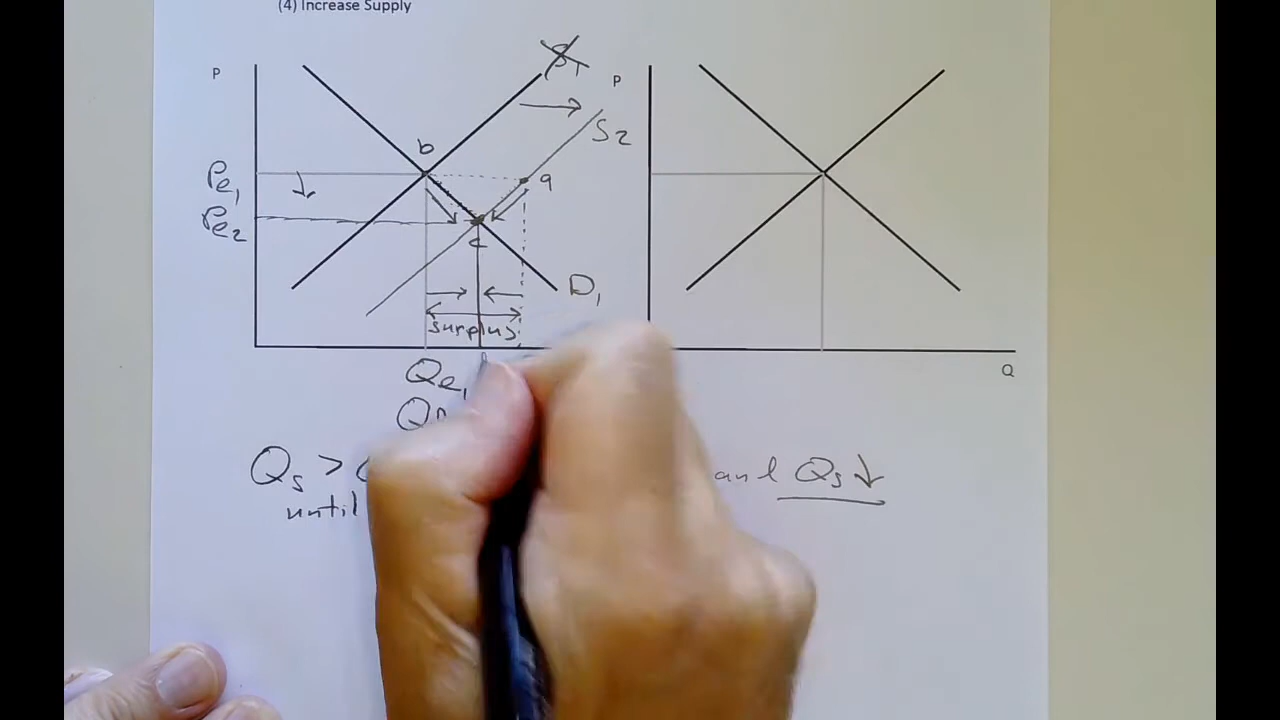 (4) Increase Supply
P
S₁
P
S₂
b
a
Pe₁
Pe₂
c
D₁
surplus
Qe₁
Q
Qs >
and Qs ↓
until